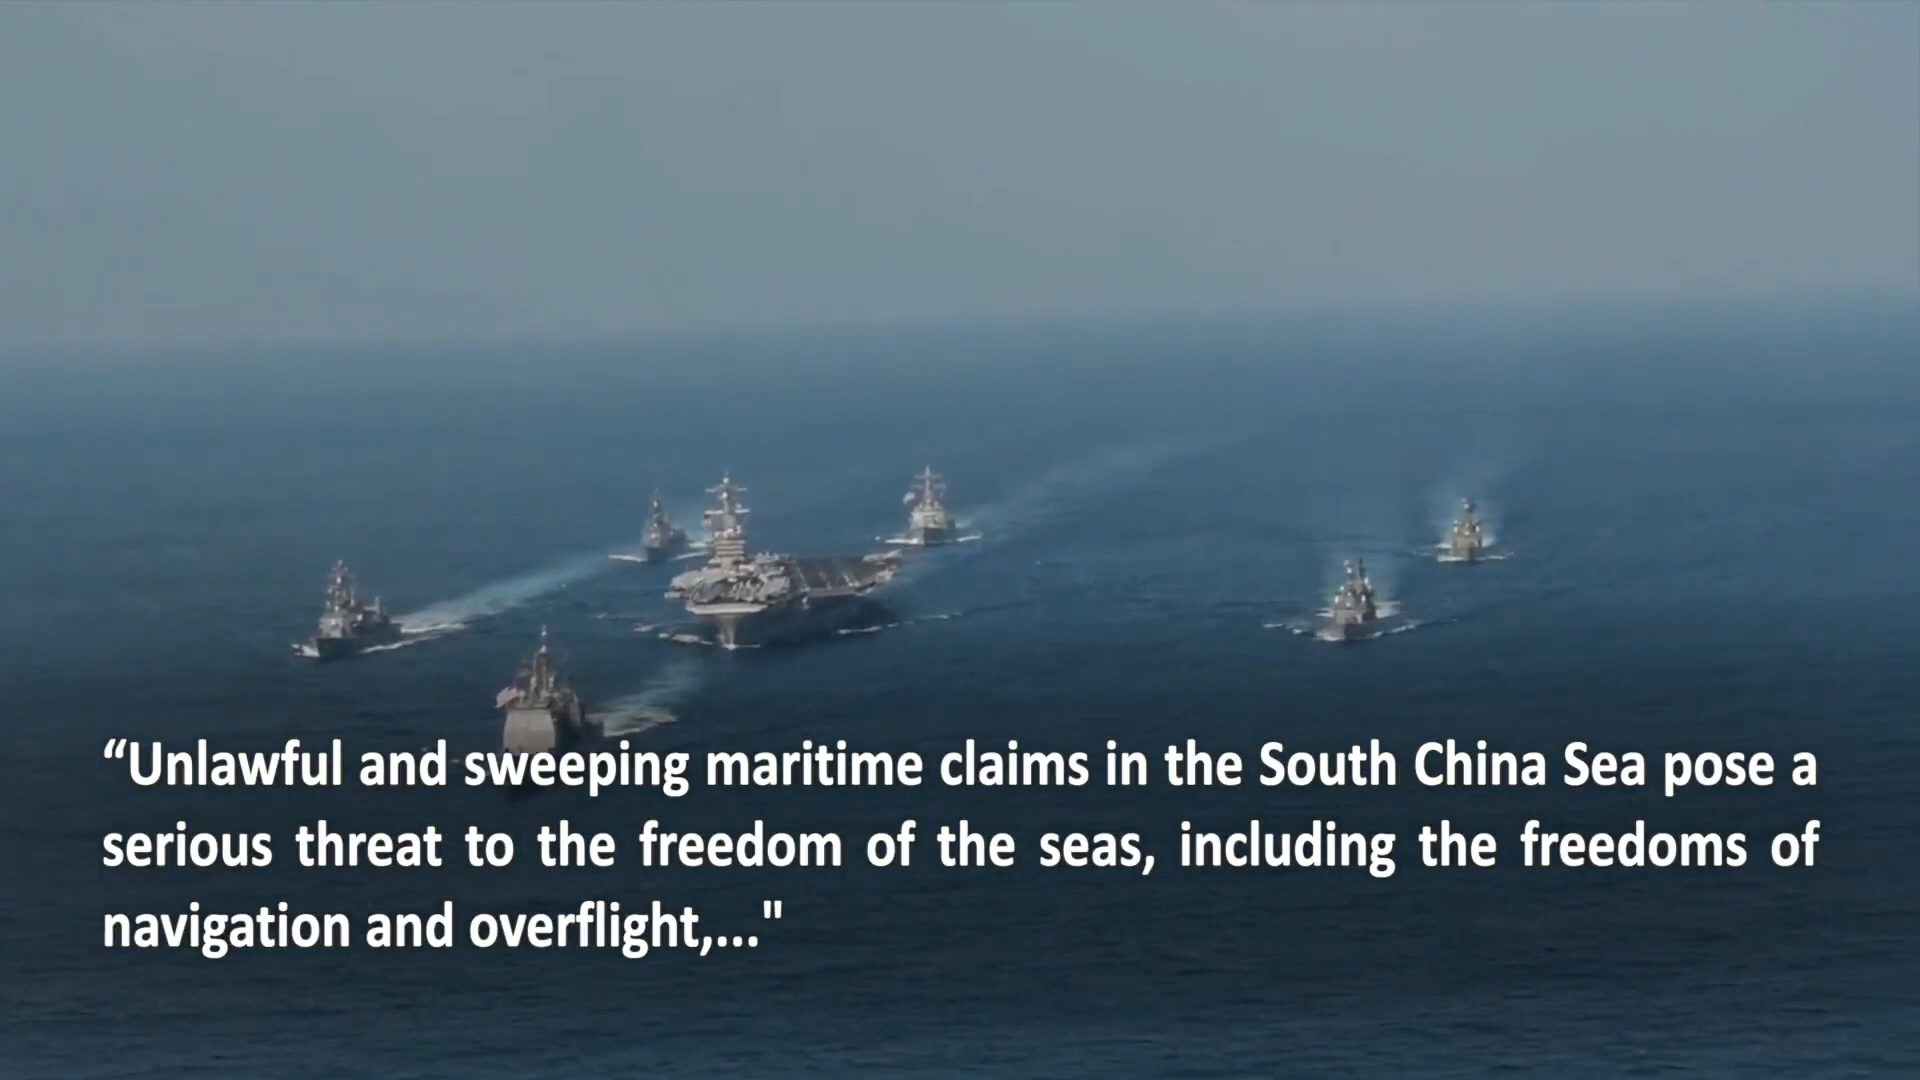 “Unlawful and sweeping maritime claims in the South China Sea pose a
serious threat to the freedom of the seas, including the freedoms of
navigation and overflight,..."